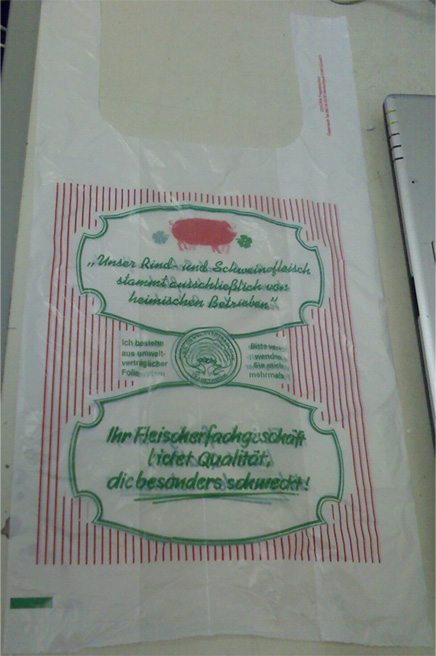 „Unser Rind- und Schweinefleisch
stammt ausschließlich von
heimischen Betrieben“
Ich bestehe
aus umwelt-
verträglicher
Folie
Bitte ver-
wenden
Sie mich
mehrmals
Ihr Fleischerfachgeschäft
bietet Qualität,
die besonders schmeckt!